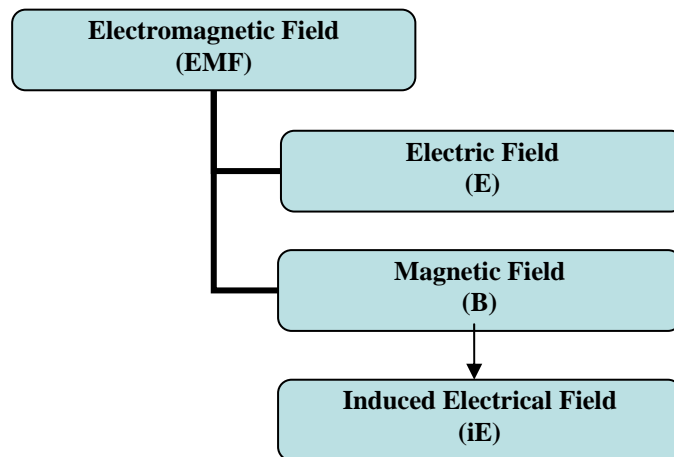 Electromagnetic Field
(EMF)
Electric Field
(E)
Magnetic Field
(B)
Induced Electrical Field
(iE)